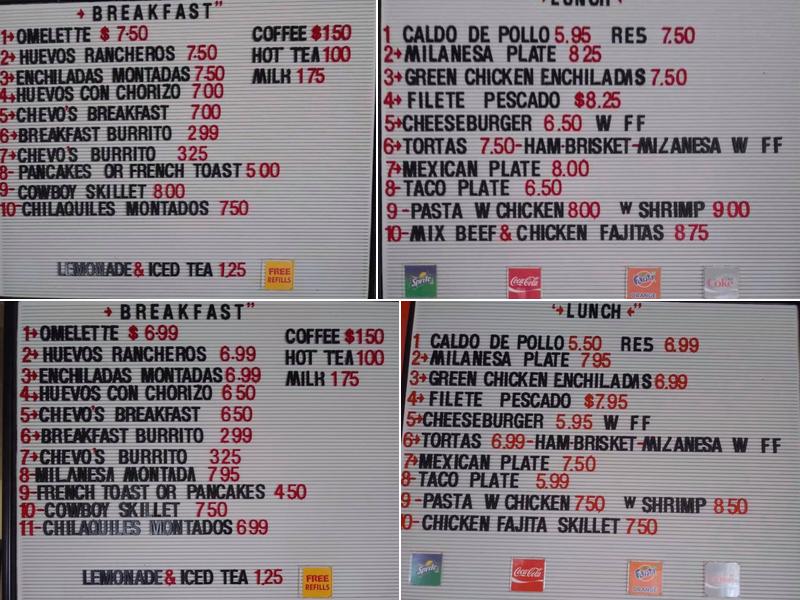 → BREAKFAST"
1→OMELETTE $ 7·50
2→HUEVOS RANCHEROS 7.50
3→ENCHILADAS MONTADAS 7.50
4→HUEVOS CON CHORIZO 7.00
5→CHEVO'S BREAKFAST 7.00
6→BREAKFAST BURRITO 2.99
7→CHEVO'S BURRITO 3.25
8- PANCAKES OR FRENCH TOAST 5.00
9- COWBOY SKILLET 8.00
10-CHILAQUILES MONTADOS 7.50
COFFEE $1.50
HOT TEA 1.00
MILK 1.75
LEMONADE & ICED TEA 1.25
FREE
REFILLS
LUNCH
1 CALDO DE POLLO 5.95 RES 7.50
2→MILANESA PLATE 8.25
3→GREEN CHICKEN ENCHILADAS 7.50
4→ FILETE PESCADO $8.25
5→CHEESEBURGER 6.50 W FF
6→TORTAS 7.50-HAM-BRISKET-MILANESA W FF
7→MEXICAN PLATE 8.00
8-TACO PLATE 6.50
9-PASTA W CHICKEN 8.00 W SHRIMP 9.00
10-MIX BEEF & CHICKEN FAJITAS 8.75
Sprite
Coca-Cola
Fanta
ORANGE
Coke
→ BREAKFAST"
1→OMELETTE $ 6·99
2→ HUEVOS RANCHEROS 6.99
3→ENCHILADAS MONTADAS 6.99
4→HUEVOS CON CHORIZO 6.50
5→CHEVO'S BREAKFAST 6.50
6→BREAKFAST BURRITO 2.99
7→CHEVO'S BURRITO 3.25
8-MILANESA MONTADA 7.95
9-FRENCH TOAST OR PANCAKES 4.50
10-COWBOY SKILLET 7.50
11-CHILAQUILES MONTADOS 6.99
COFFEE $1.50
HOT TEA 1.00
MILK 1.75
LEMONADE & ICED TEA 1.25
FREE
REFILLS
"→LUNCH←"
1 CALDO DE POLLO 5.50 RES 6.99
2→MILANESA PLATE 7.95
3→GREEN CHICKEN ENCHILADAS 6.99
4→ FILETE PESCADO $7.95
5→CHEESEBURGER 5.95 W FF
6→TORTAS 6.99-HAM-BRISKET-MILANESA W FF
7→MEXICAN PLATE 7.50
8-TACO PLATE 5.99
9-PASTA W CHICKEN 7.50 W SHRIMP 8.50
10-CHICKEN FAJITA SKILLET 7.50
Sprite
Coca-Cola
Fanta
ORANGE
Coke